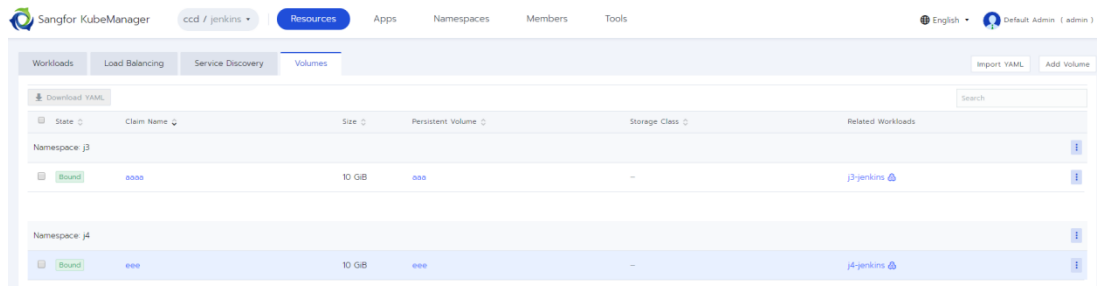 Sangfor KubeManager ccd / jenkins Resources Apps Namespaces Members Tools English Default Admin ( admin )
Workloads Load Balancing Service Discovery Volumes Import YAML Add Volume
Download YAML Search
State Claim Name Size Persistent Volume Storage Class Related Workloads
Namespace: j3
Bound aaaa 10 GiB aaa – j3-jenkins
Namespace: j4
Bound eee 10 GiB eee – j4-jenkins